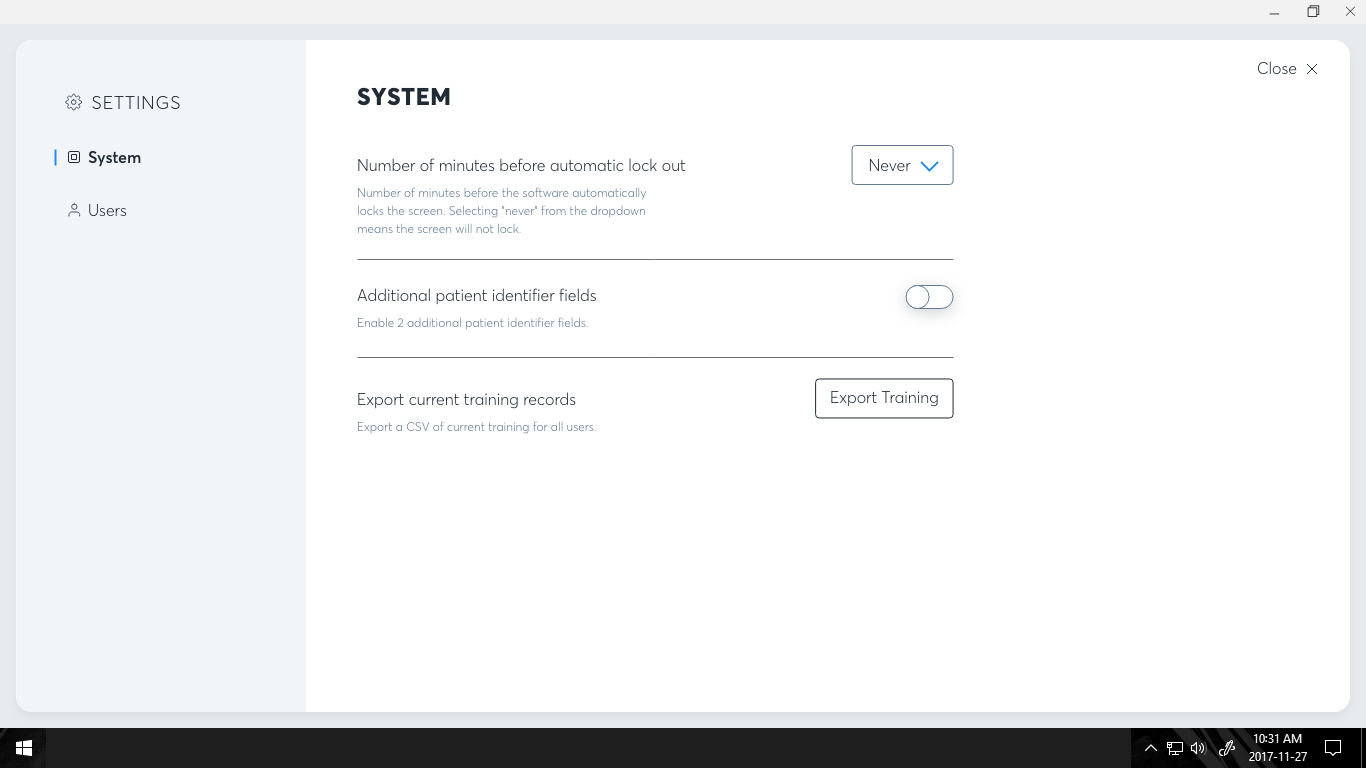 Close
SETTINGS
SYSTEM
System
Users
Number of minutes before automatic lock out
Never
Number of minutes before the software automatically
locks the screen. Selecting "never" from the dropdown
means the screen will not lock.
Additional patient identifier fields
Enable 2 additional patient identifier fields.
Export current training records
Export Training
Export a CSV of current training for all users.
10:31 AM
2017-11-27